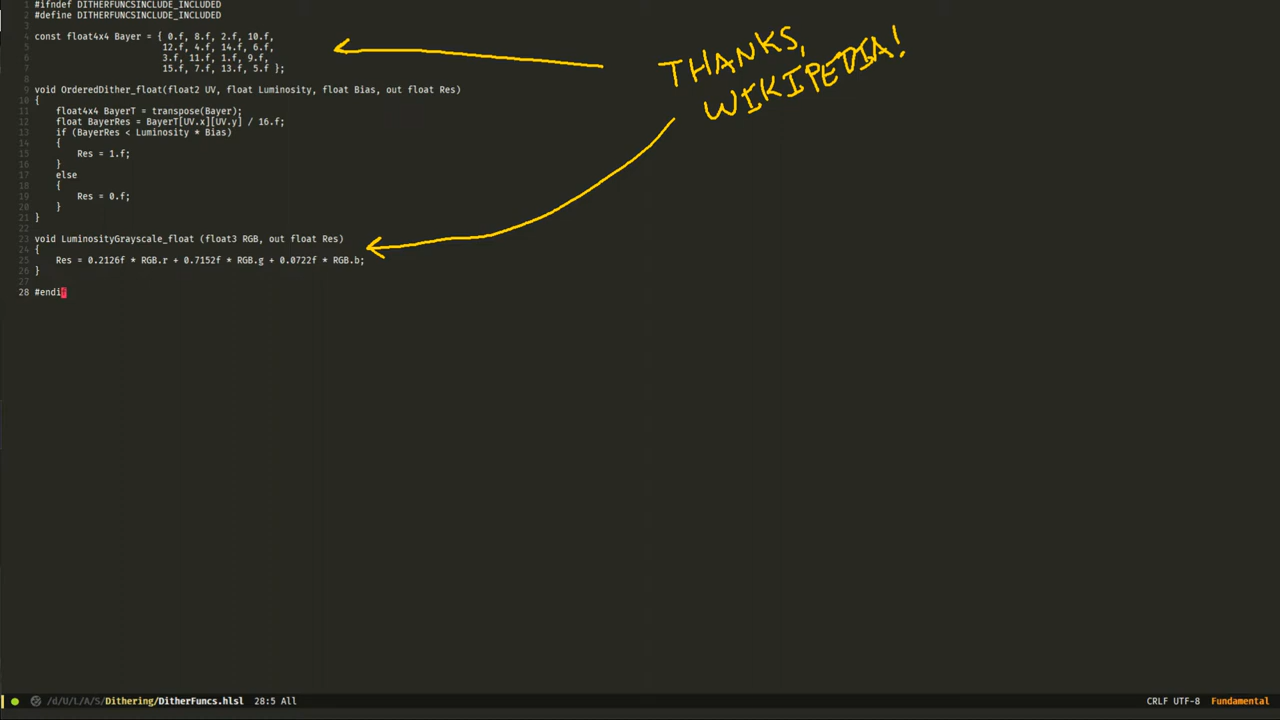 1 #ifndef DITHERFUNCSINCLUDE_INCLUDED
2 #define DITHERFUNCSINCLUDE_INCLUDED
3
4 const float4x4 Bayer = { 0.f, 8.f, 2.f, 10.f,
5 12.f, 4.f, 14.f, 6.f,
6 3.f, 11.f, 1.f, 9.f,
7 15.f, 7.f, 13.f, 5.f };
8
9 void OrderedDither_float(float2 UV, float Luminosity, float Bias, out float Res)
10 {
11 float4x4 BayerT = transpose(Bayer);
12 float BayerRes = BayerT[UV.x][UV.y] / 16.f;
13 if (BayerRes < Luminosity * Bias)
14 {
15 Res = 1.f;
16 }
17 else
18 {
19 Res = 0.f;
20 }
21 }
22
23 void LuminosityGrayscale_float (float3 RGB, out float Res)
24 {
25 Res = 0.2126f * RGB.r + 0.7152f * RGB.g + 0.0722f * RGB.b;
26 }
27
28 #endif
THANKS,
WIKIPEDIA!
/d/U/L/A/S/Dithering/DitherFuncs.hlsl 28:5 All CRLF UTF-8 Fundamental